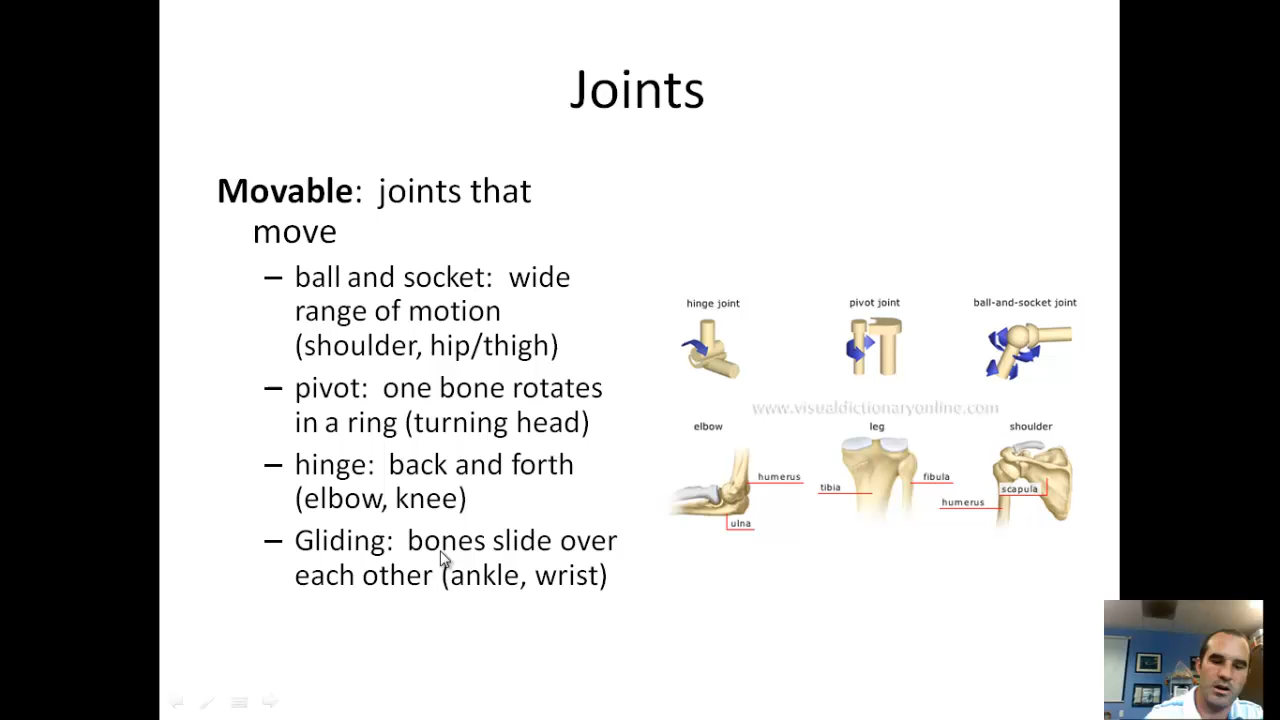 Joints
Movable: joints that
move
– ball and socket: wide
range of motion
(shoulder, hip/thigh)
– pivot: one bone rotates
in a ring (turning head)
– hinge: back and forth
(elbow, knee)
– Gliding: bones slide over
each other (ankle, wrist)
hinge joint
pivot joint
ball-and-socket joint
www.visualdictionaryonline.com
elbow
leg
shoulder
humerus
ulna
tibia
fibula
scapula
humerus